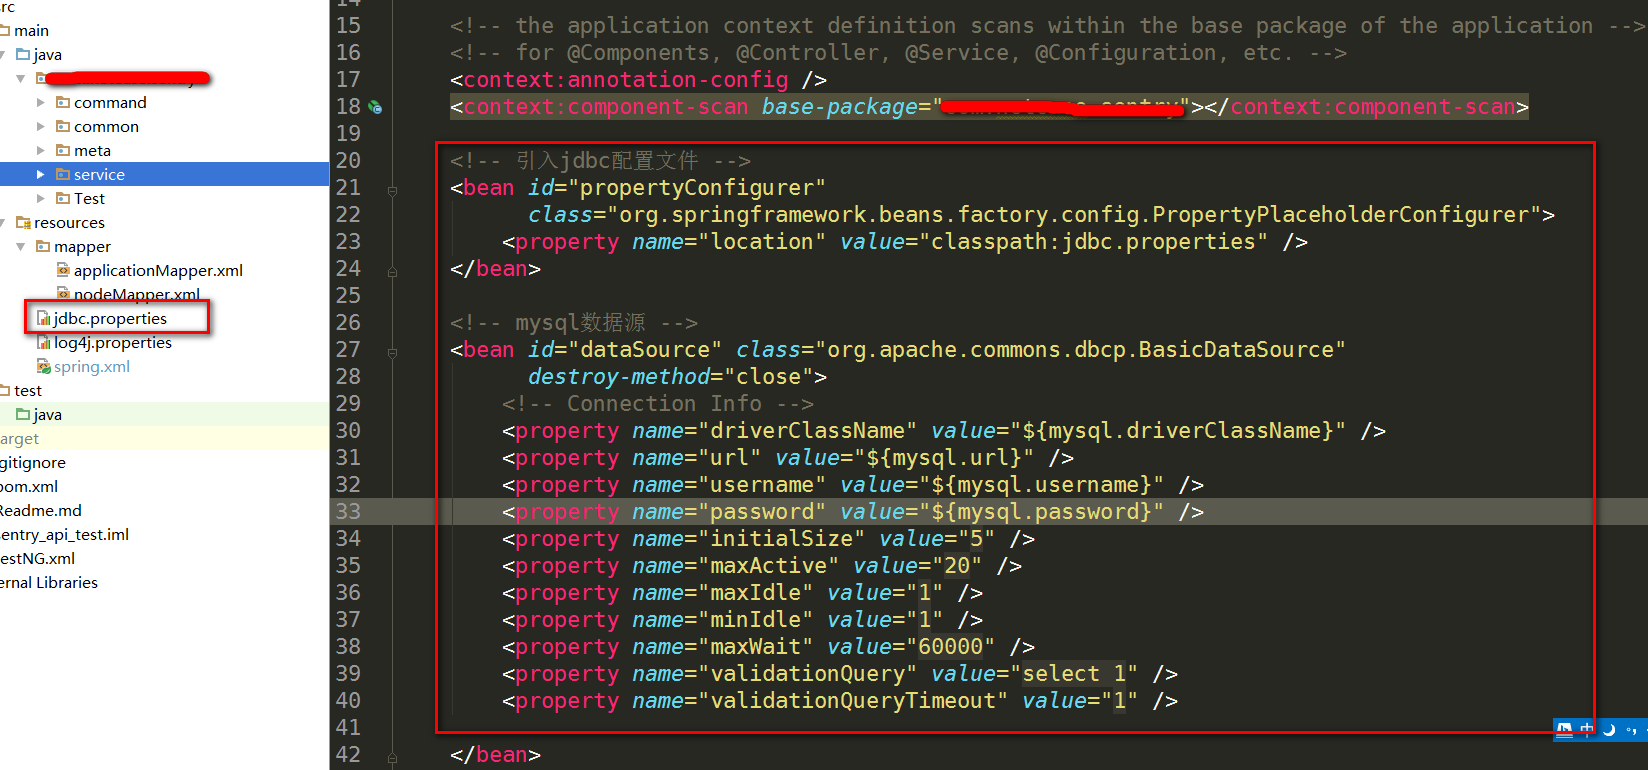 src
main
java
command
common
meta
service
Test
resources
mapper
applicationMapper.xml
nodeMapper.xml
jdbc.properties
log4j.properties
spring.xml
test
java
arget
gitignore
pom.xml
Readme.md
entry_api_test.iml
estNG.xml
ernal Libraries
14
15 <!-- the application context definition scans within the base package of the application -->
16 <!-- for @Components, @Controller, @Service, @Configuration, etc. -->
17 <context:annotation-config />
18 <context:component-scan base-package="sentry"></context:component-scan>
19
20 <!-- 引入jdbc配置文件 -->
21 <bean id="propertyConfigurer"
22 class="org.springframework.beans.factory.config.PropertyPlaceholderConfigurer">
23 <property name="location" value="classpath:jdbc.properties" />
24 </bean>
25
26 <!-- mysql数据源 -->
27 <bean id="dataSource" class="org.apache.commons.dbcp.BasicDataSource"
28 destroy-method="close">
29 <!-- Connection Info -->
30 <property name="driverClassName" value="${mysql.driverClassName}" />
31 <property name="url" value="${mysql.url}" />
32 <property name="username" value="${mysql.username}" />
33 <property name="password" value="${mysql.password}" />
34 <property name="initialSize" value="5" />
35 <property name="maxActive" value="20" />
36 <property name="maxIdle" value="1" />
37 <property name="minIdle" value="1" />
38 <property name="maxWait" value="60000" />
39 <property name="validationQuery" value="select 1" />
40 <property name="validationQueryTimeout" value="1" />
41
42 </bean>
中